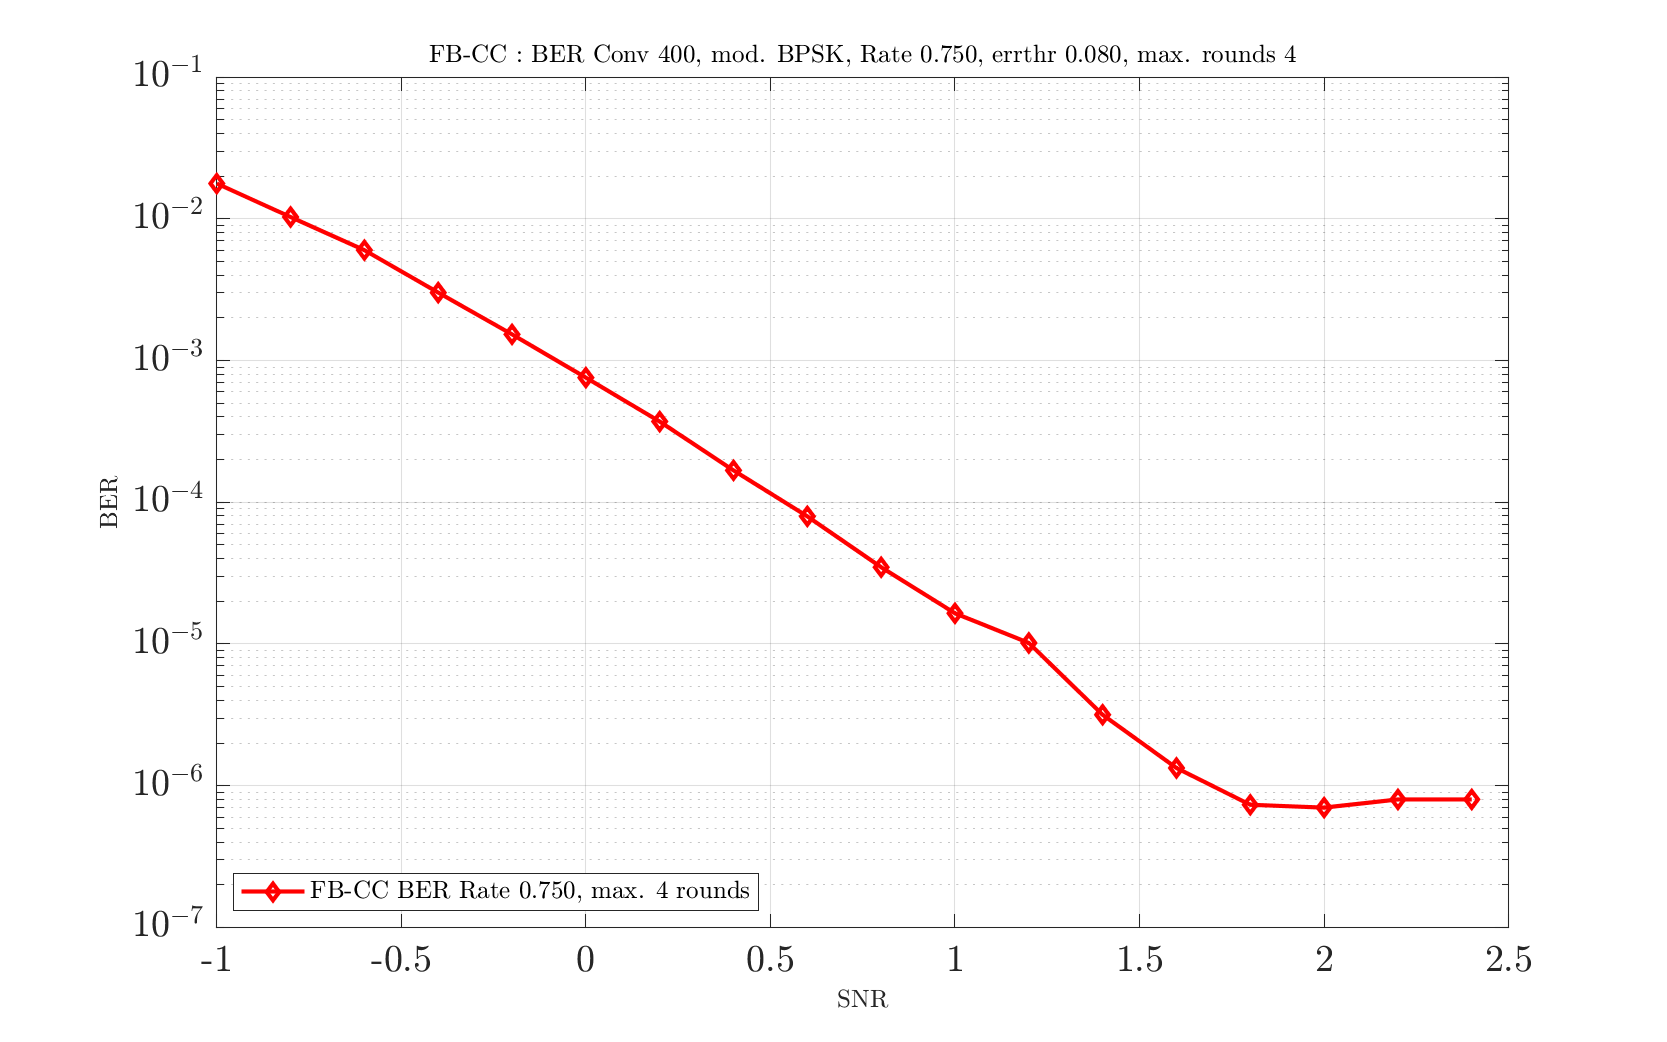 FB-CC : BER Conv 400, mod. BPSK, Rate 0.750, errthr 0.080, max. rounds 4
10^{-1}
10^{-2}
10^{-3}
10^{-4}
10^{-5}
10^{-6}
10^{-7}
BER
FB-CC BER Rate 0.750, max. 4 rounds
-1 -0.5 0 0.5 1 1.5 2 2.5
SNR